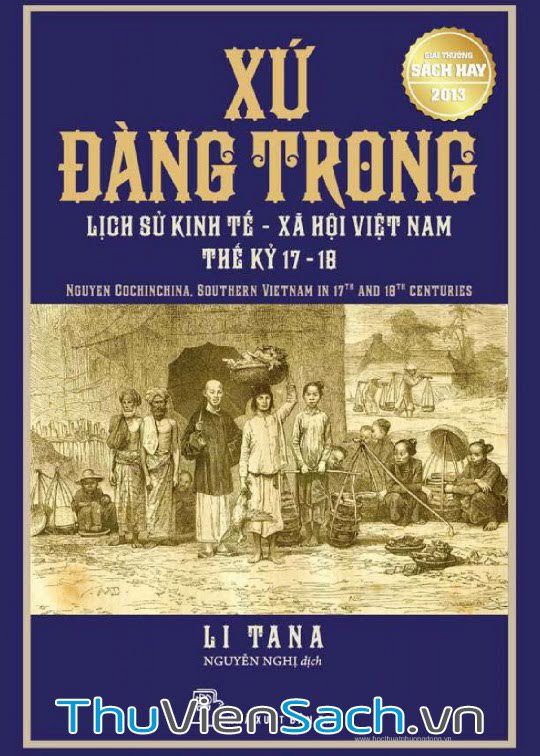 GIẢI THƯỞNG
SÁCH HAY
2013
XỨ
ĐÀNG TRONG
LỊCH SỬ KINH TẾ - XÃ HỘI VIỆT NAM
THẾ KỶ 17 - 18
NGUYEN COCHINCHINA, SOUTHERN VIETNAM IN 17TH AND 18TH CENTURIES
LI TANA
NGUYỄN NGHỊ dịch
ThuVienSach.vn